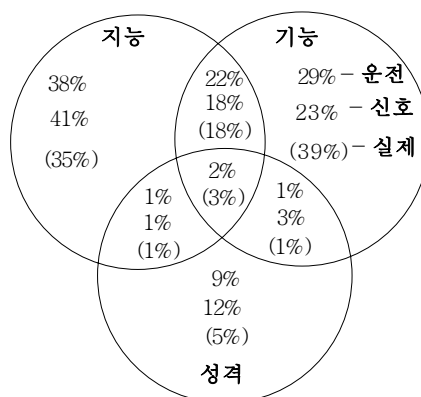 지능
기능
38%
41%
(35%)
22%
18%
(18%)
29% - 운전
23% - 신호
(39%) - 실제
2%
(3%)
1%
1%
(1%)
1%
3%
(1%)
9%
12%
(5%)
성격